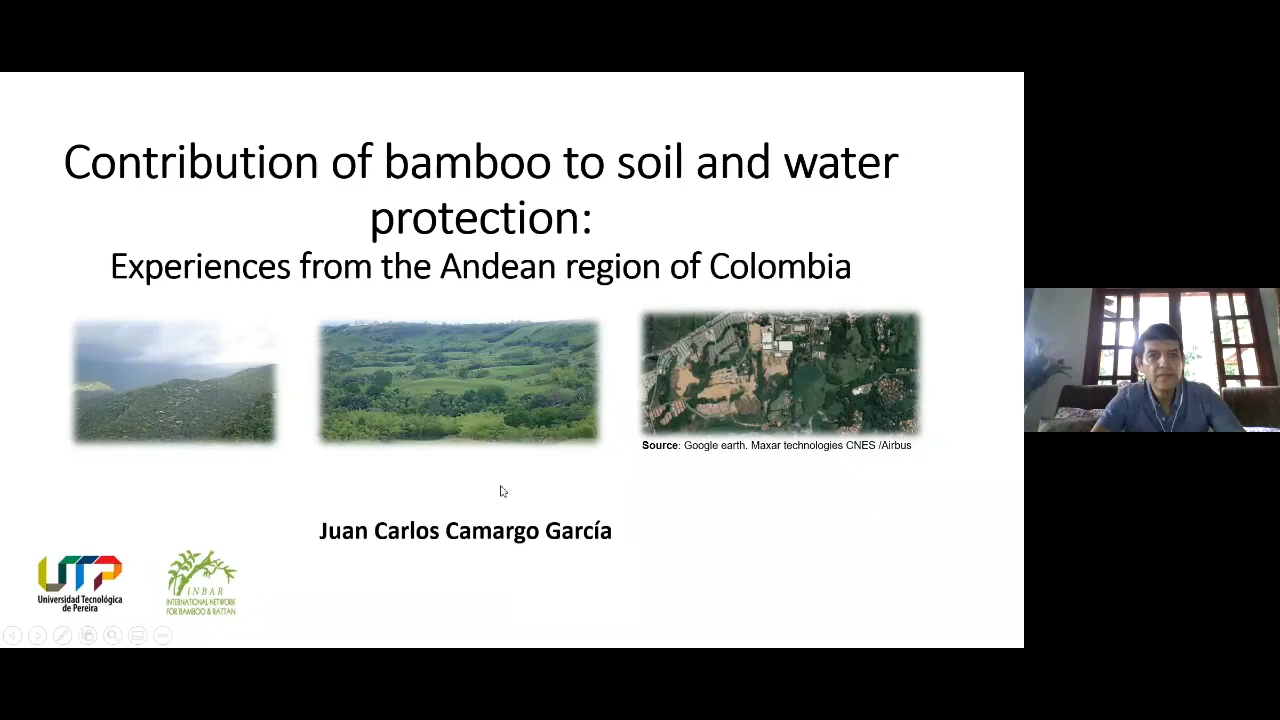 Contribution of bamboo to soil and water
protection:
Experiences from the Andean region of Colombia
Source: Google earth. Maxar technologies CNES /Airbus
Juan Carlos Camargo García
UTP
Universidad Tecnológica
de Pereira
INBAR
INTERNATIONAL NETWORK
FOR BAMBOO & RATTAN